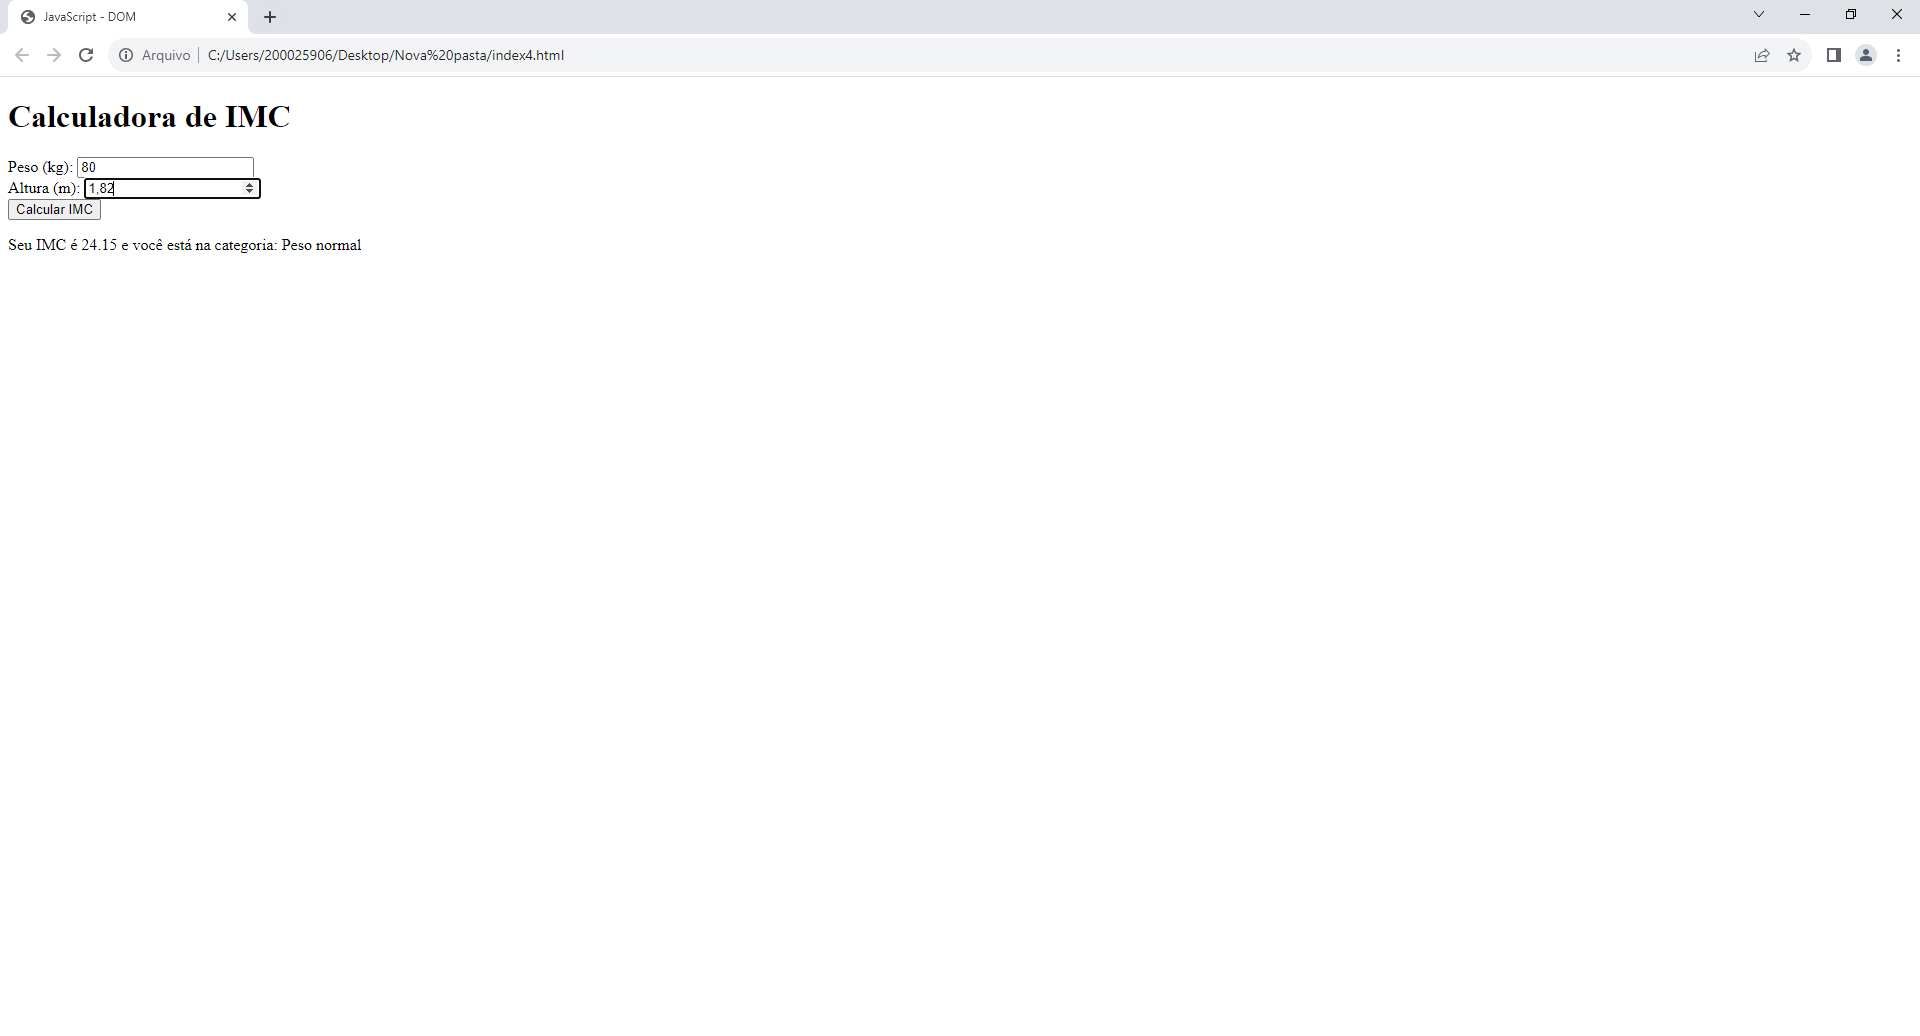 JavaScript - DOM
Arquivo C:/Users/200025906/Desktop/Nova%20pasta/index4.html
Calculadora de IMC
Peso (kg): 80
Altura (m): 1,82
Calcular IMC
Seu IMC é 24.15 e você está na categoria: Peso normal